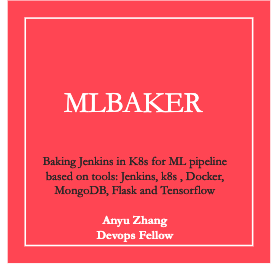 MLBAKER
Baking Jenkins in K8s for ML pipeline
based on tools: Jenkins, k8s , Docker,
MongoDB, Flask and Tensorflow
Anyu Zhang
Devops Fellow